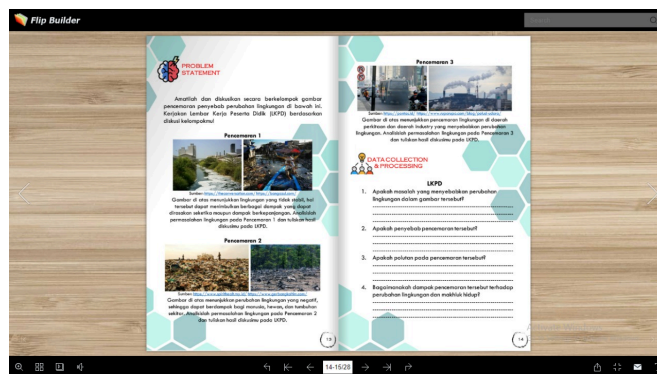 Flip Builder
PROBLEM
STATEMENT
Amatilah dan diskusikan secara berkelompok gambar
pencemaran penyebab perubahan lingkungan di bawah ini.
Kerjakan Lembar Kerja Peserta Didik (LKPD) berdasarkan
diskusi kelompokmu!
Pencemaran 1
Sumber:
Gambar di atas menunjukkan lingkungan yang tidak stabil, hal
tersebut dapat menimbulkan berbagai dampak yang dapat
dirasakan seketika maupun dampak berkepanjangan. Analisislah
permasalahan lingkungan pada Pencemaran 1 dan tuliskan hasil
diskusimu pada LKPD.
Pencemaran 2
Sumber:
Gambar di atas menunjukkan perubahan lingkungan yang negatif,
sehingga dapat berdampak bagi manusia, hewan, dan tumbuhan
sekitar. Analisislah permasalahan lingkungan pada Pencemaran 2
dan tuliskan hasil diskusimu pada LKPD.
13
Pencemaran 3
Sumber:
Gambar di atas menunjukkan pencemaran lingkungan di daerah
perkotaan dan daerah industry yang menyebabkan perubahan
lingkungan. Analisislah permasalahan lingkungan pada Pencemaran 3
dan tuliskan hasil diskusimu pada LKPD.
DATA COLLECTION
& PROCESSING
LKPD
1. Apakah masalah yang menyebabkan perubahan
lingkungan dalam gambar tersebut?
2. Apakah penyebab pencemaran tersebut?
3. Apakah polutan pada pencemaran tersebut?
4. Bagaimanakah dampak pencemaran tersebut terhadap
perubahan lingkungan dan makhluk hidup?
14
14-15/28